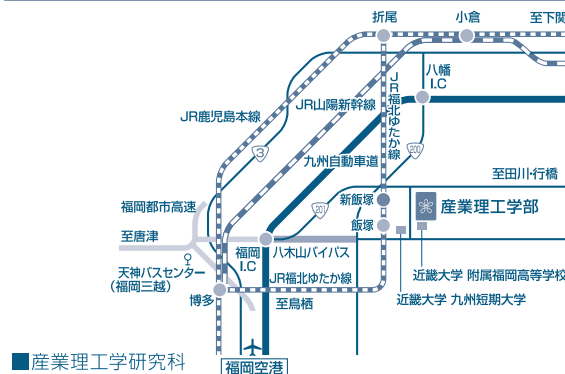 折尾
小倉
至下関
八幡
I.C
JR山陽新幹線
JR福北ゆたか線
JR鹿児島本線
3
九州自動車道
200
至田川・行橋
新飯塚
産業理工学部
福岡都市高速
201
飯塚
至唐津
福岡
I.C
八木山バイパス
天神バスセンター
(福岡三越)
JR福北ゆたか線
近畿大学 附属福岡高等学校
博多
至鳥栖
近畿大学 九州短期大学
■産業理工学研究科
福岡空港